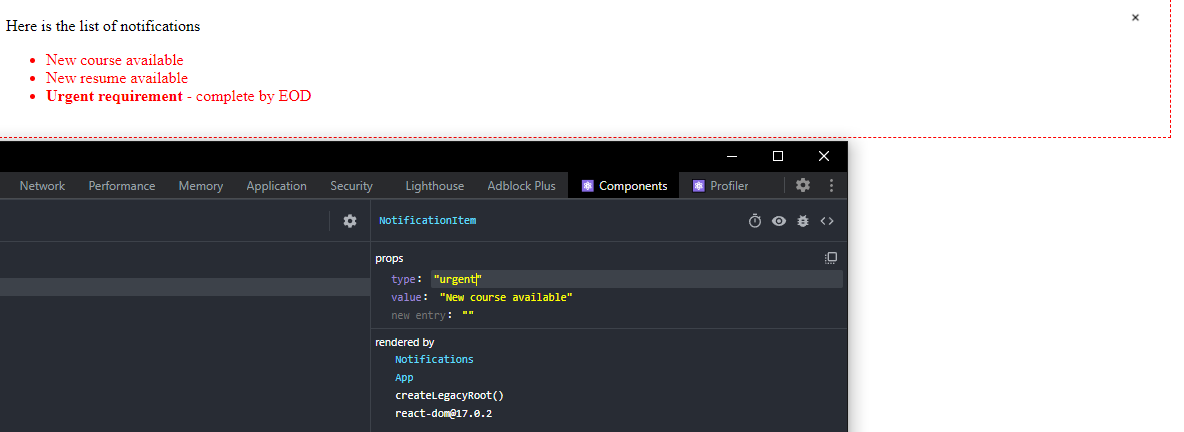 Here is the list of notifications
New course available
New resume available
Urgent requirement - complete by EOD
Network Performance Memory Application Security Lighthouse Adblock Plus Components Profiler
NotificationItem
props
type: "urgent"
value: "New course available"
new entry: ""
rendered by
Notifications
App
createLegacyRoot()
react-dom@17.0.2